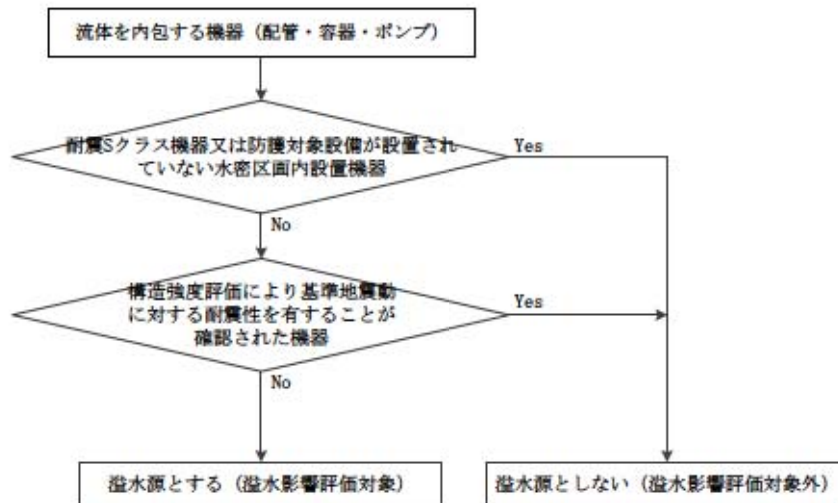 流体を内包する機器（配管・容器・ポンプ）
耐震Sクラス機器又は防護対象設備が設置され
ていない水密区画内設置機器
Yes
No
構造強度評価により基準地震動
に対する耐震性を有することが
確認された機器
Yes
No
溢水源とする（溢水影響評価対象）
溢水源としない（溢水影響評価対象外）